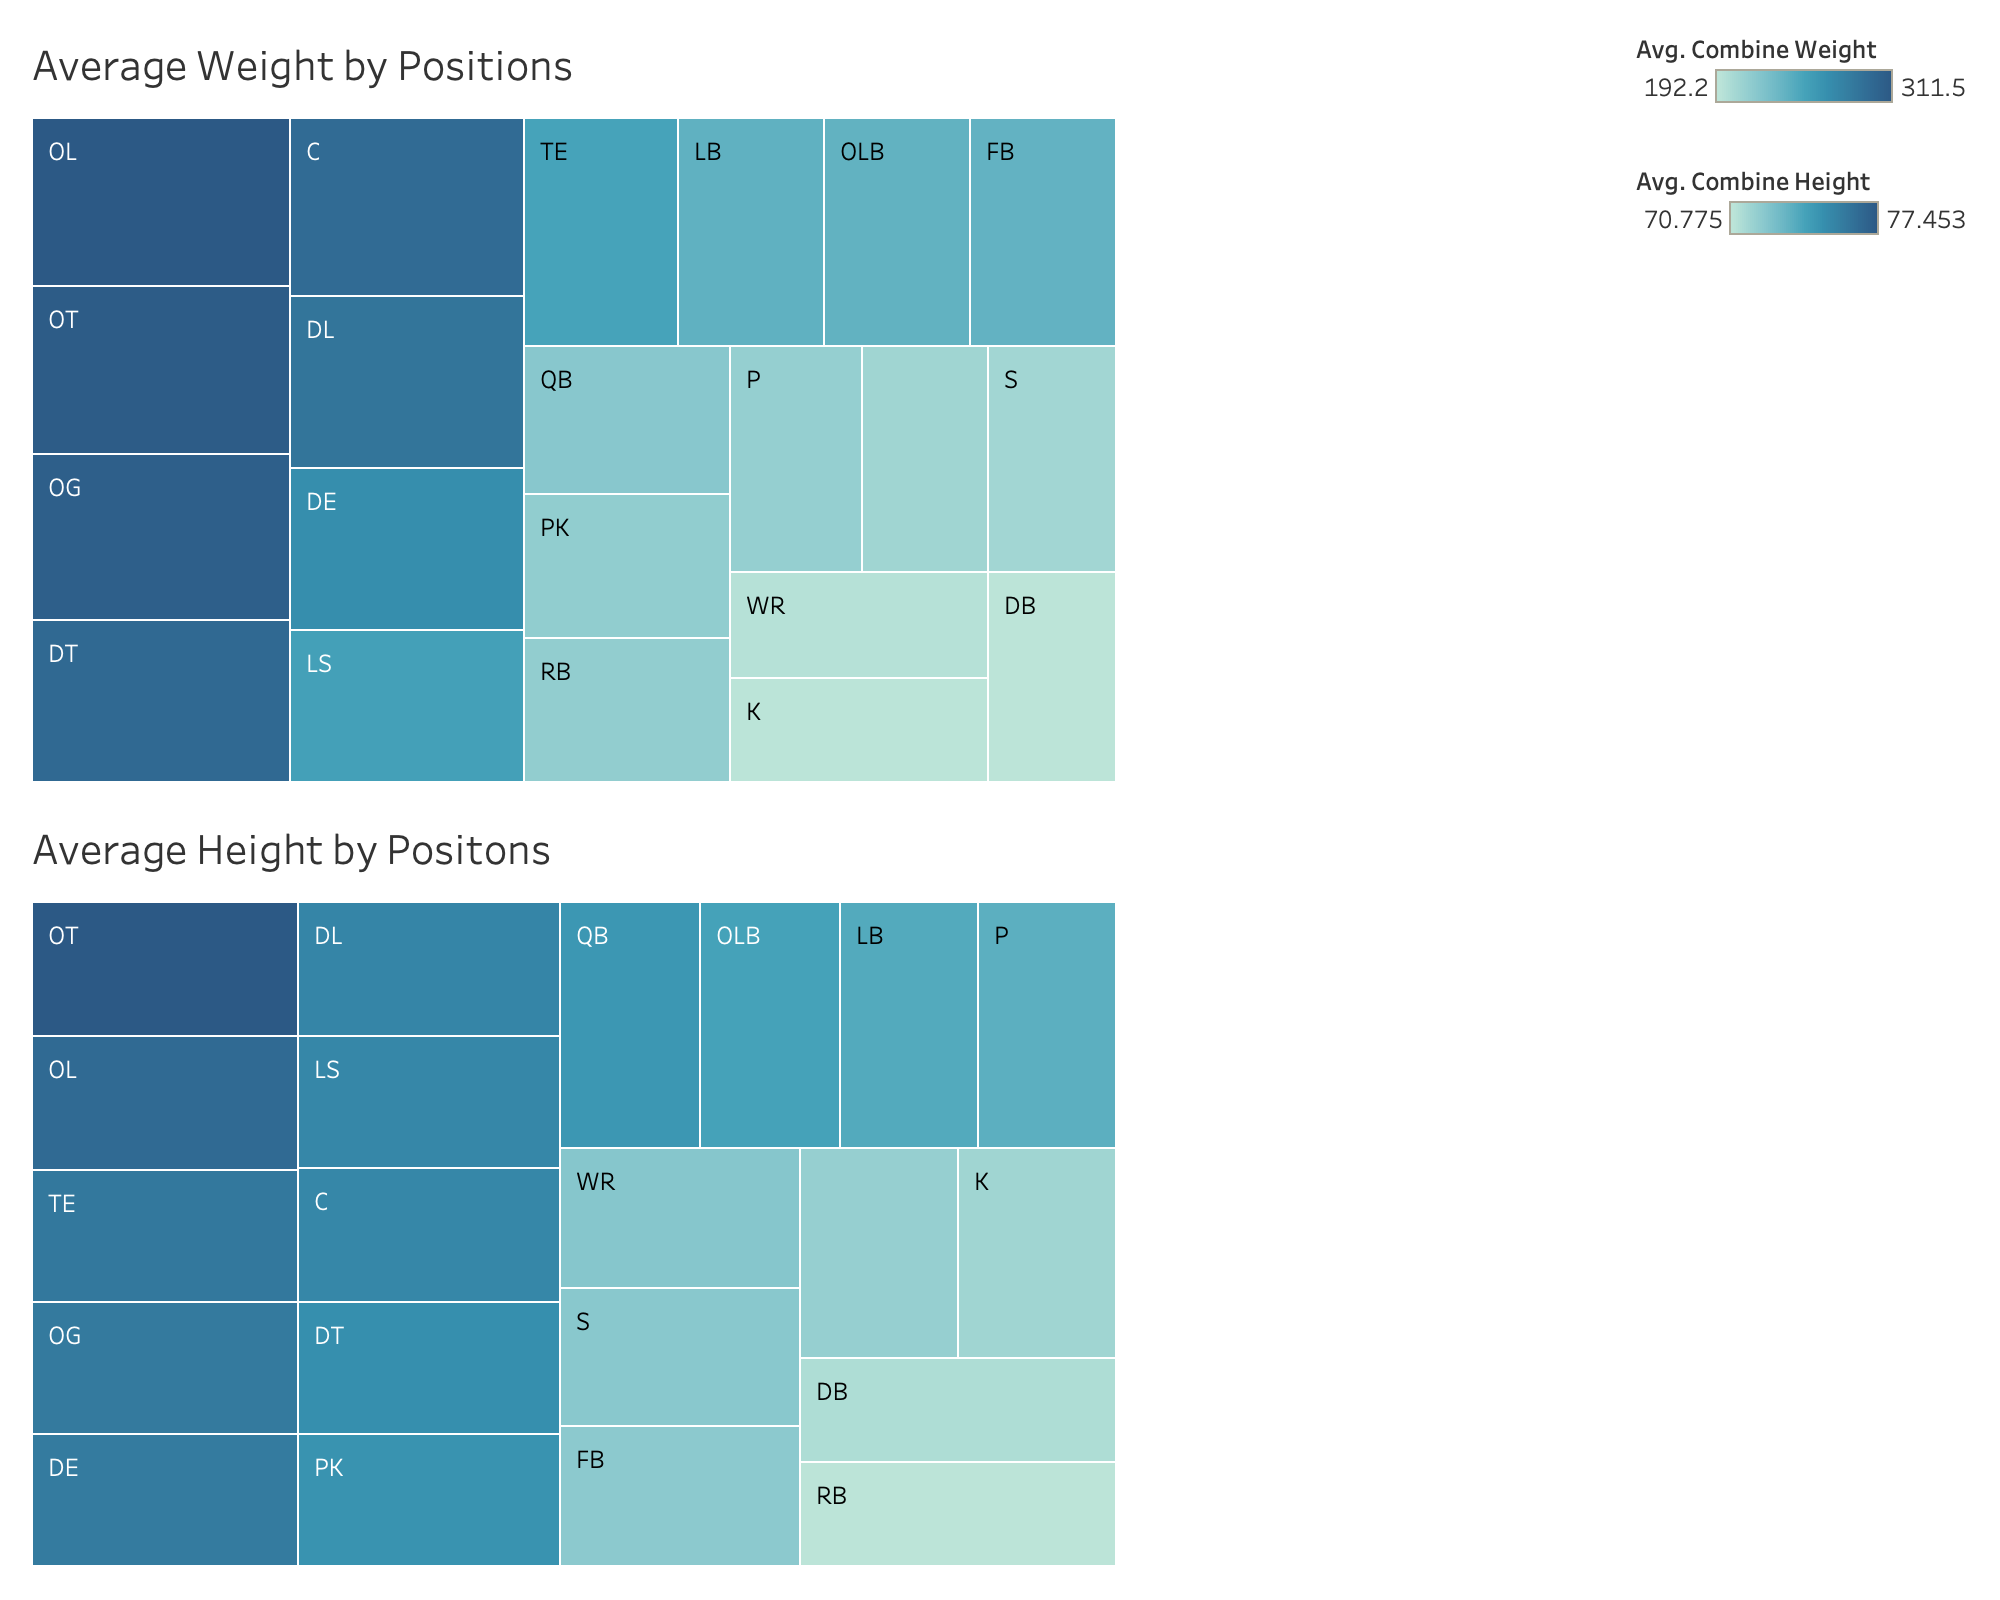 Average Weight by Positions
OL
OT
OG
DT
C
DL
DE
LS
TE
LB
OLB
FB
QB
PK
RB
P
S
WR
K
DB
Average Height by Positons
OT
OL
TE
OG
DE
DL
LS
C
DT
PK
QB
OLB
LB
P
WR
S
FB
K
DB
RB
Avg. Combine Weight
192.2 311.5
Avg. Combine Height
70.775 77.453